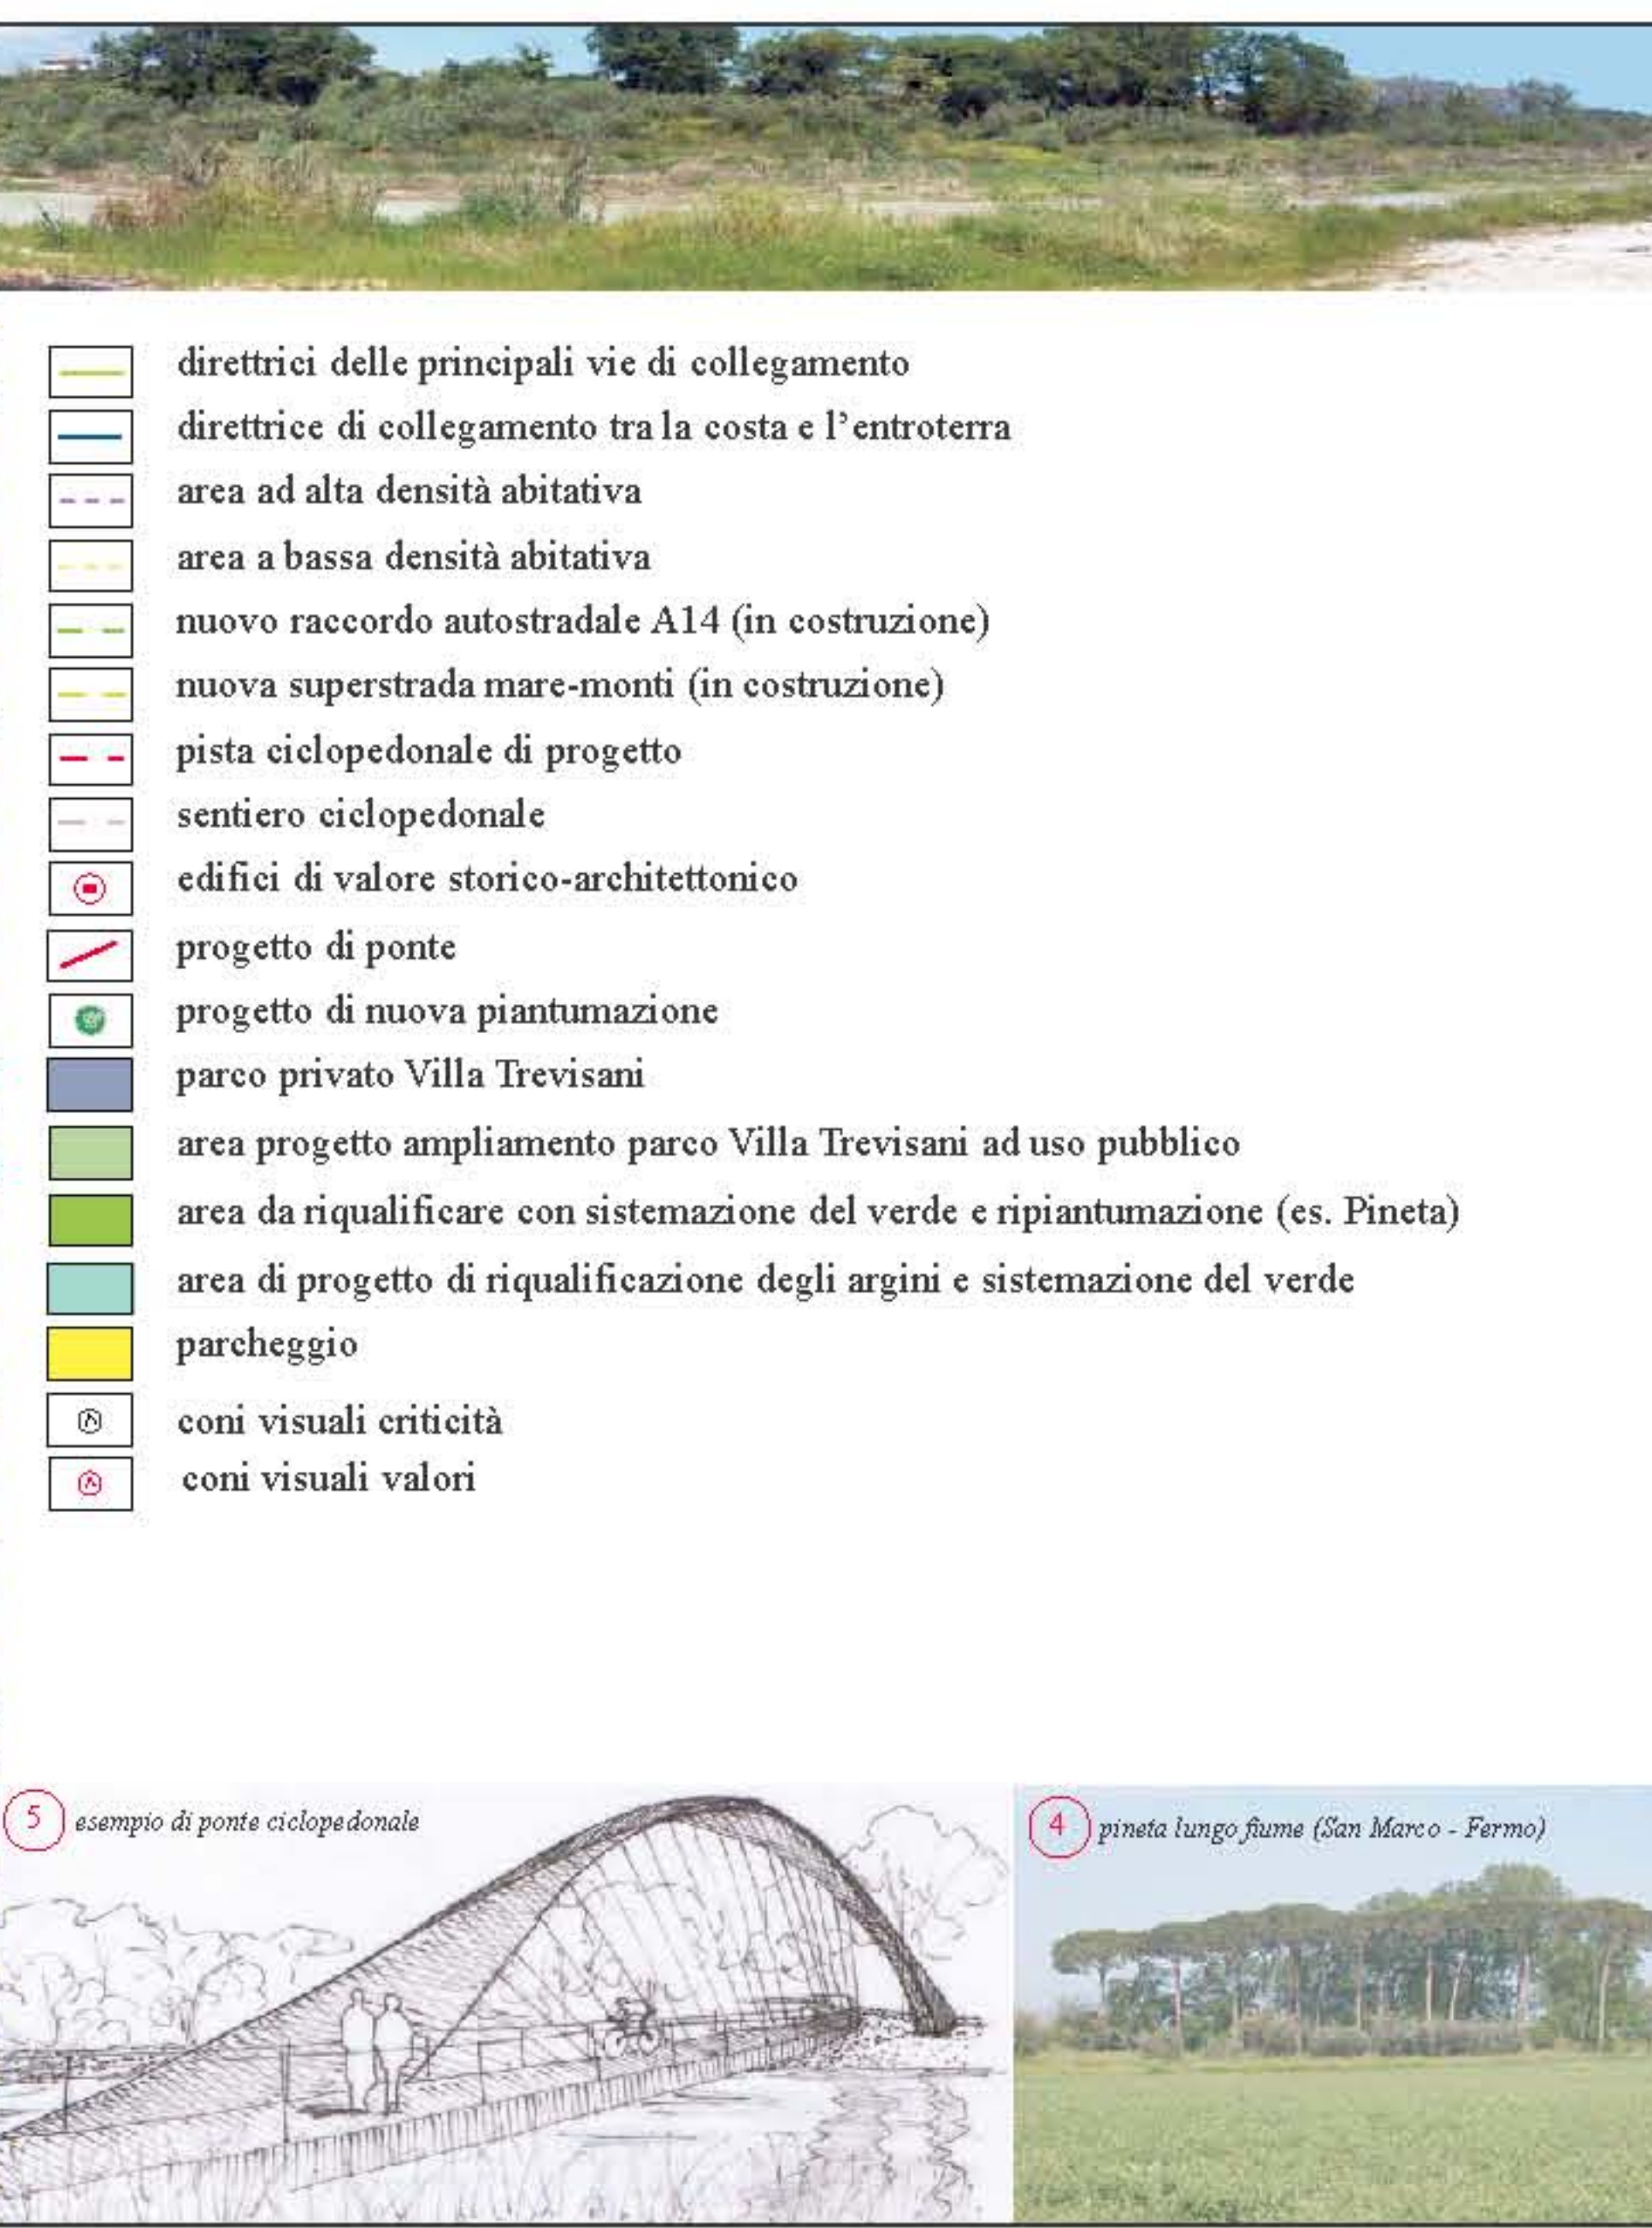 direttrici delle principali vie di collegamento
direttrice di collegamento tra la costa e l’entroterra
area ad alta densità abitativa
area a bassa densità abitativa
nuovo raccordo autostradale A14 (in costruzione)
nuova superstrada mare-monti (in costruzione)
pista ciclopedonale di progetto
sentiero ciclopedonale
edifici di valore storico-architettonico
progetto di ponte
progetto di nuova piantumazione
parco privato Villa Trevisani
area progetto ampliamento parco Villa Trevisani ad uso pubblico
area da riqualificare con sistemazione del verde e ripiantumazione (es. Pineta)
area di progetto di riqualificazione degli argini e sistemazione del verde
parcheggio
coni visuali criticità
coni visuali valori
5 esempio di ponte ciclopedonale
4 pineta lungo fiume (San Marco - Fermo)